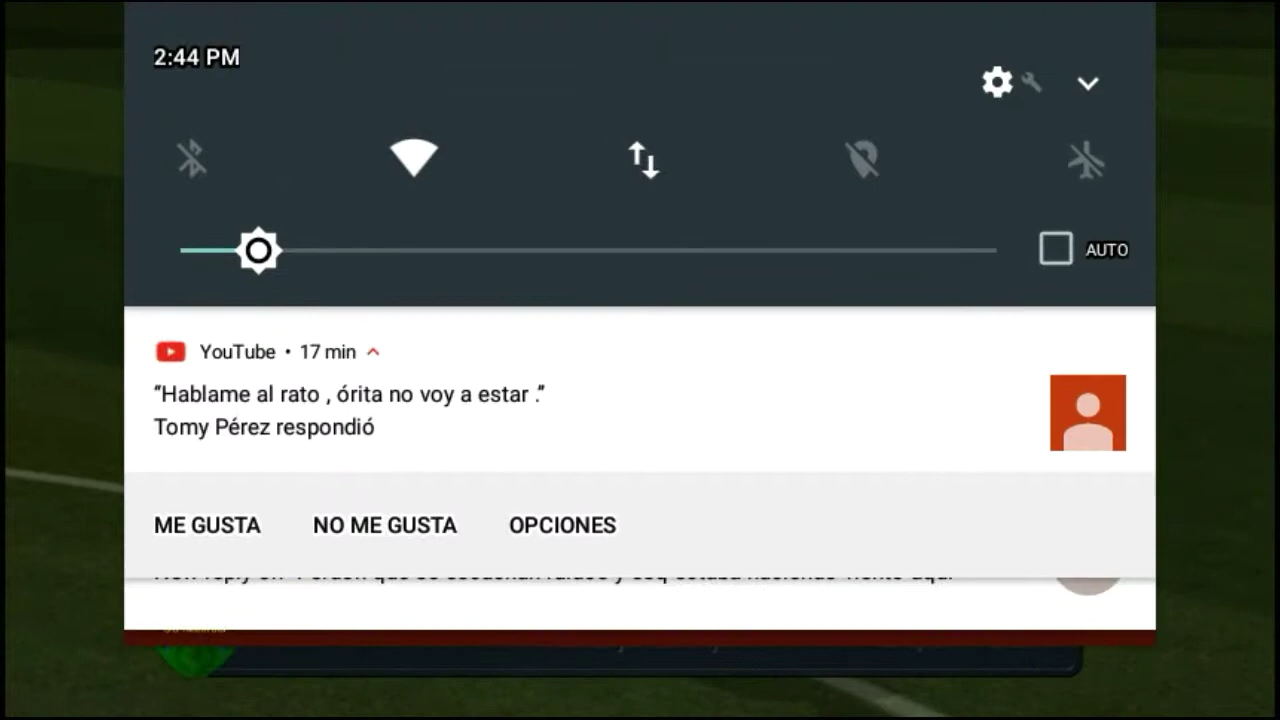 2:44 PM
AUTO
YouTube • 17 min
“Hablame al rato , órita no voy a estar .”
Tomy Pérez respondió
ME GUSTA NO ME GUSTA OPCIONES